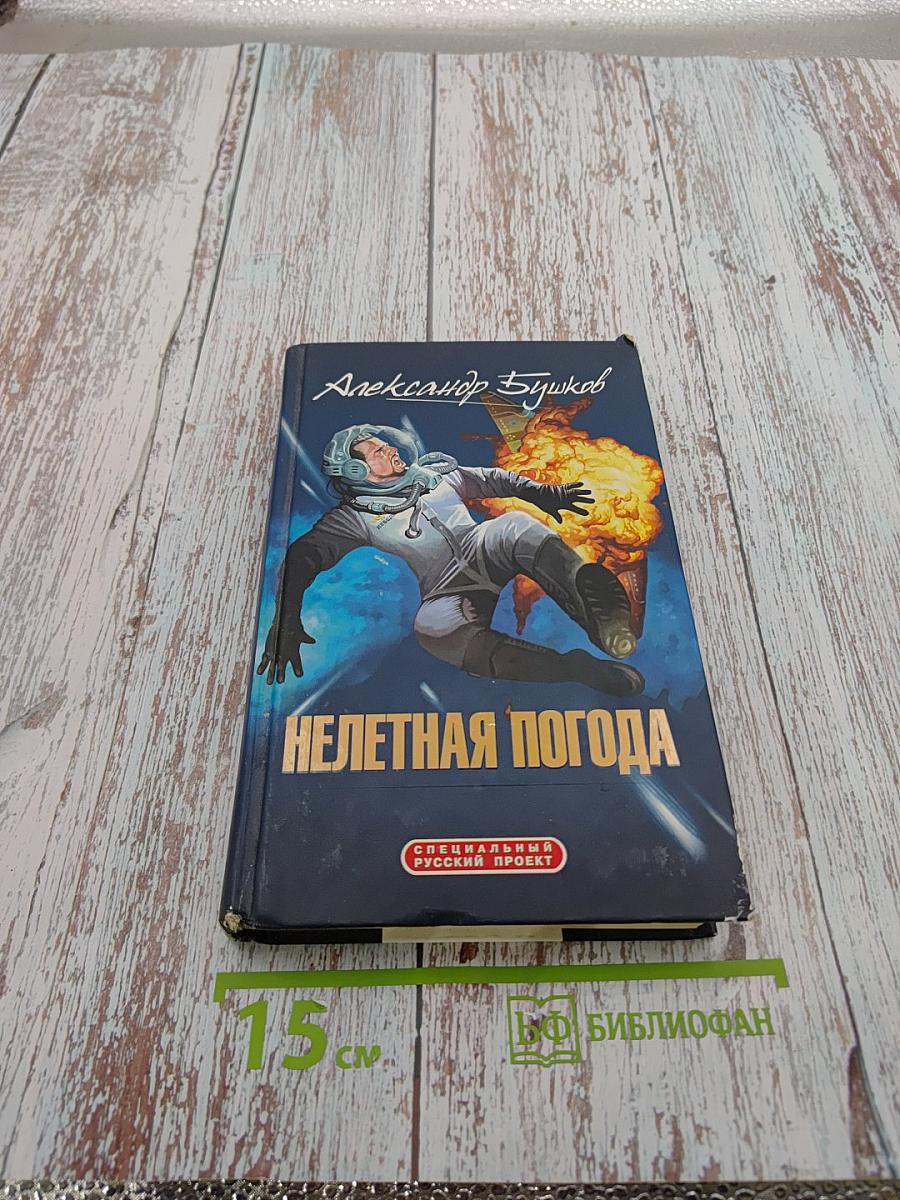 Александр Бушков
НЕЛЕТНАЯ ПОГОДА
СПЕЦИАЛЬНЫЙ
РУССКИЙ ПРОЕКТ
15 см
БФ БИБЛИОФАН